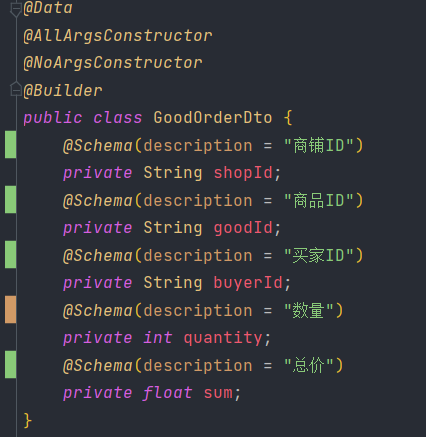 @Data
@AllArgsConstructor
@NoArgsConstructor
@Builder
public class GoodOrderDto {
@Schema(description = "商铺ID")
private String shopId;
@Schema(description = "商品ID")
private String goodId;
@Schema(description = "买家ID")
private String buyerId;
@Schema(description = "数量")
private int quantity;
@Schema(description = "总价")
private float sum;
}